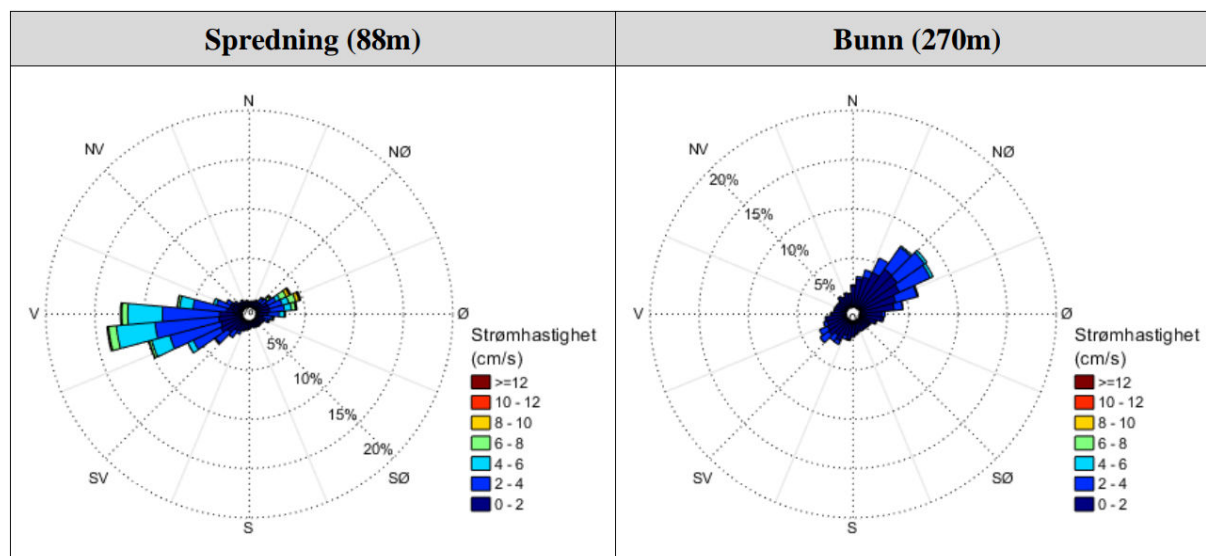 Spredning (88m)
Bunn (270m)
N
NØ
Ø
SØ
S
SV
V
NV
5%
10%
15%
20%
Strømhastighet
(cm/s)
>=12
10 - 12
8 - 10
6 - 8
4 - 6
2 - 4
0 - 2
N
NØ
Ø
SØ
S
SV
V
NV
20%
15%
10%
5%
Strømhastighet
(cm/s)
>=12
10 - 12
8 - 10
6 - 8
4 - 6
2 - 4
0 - 2